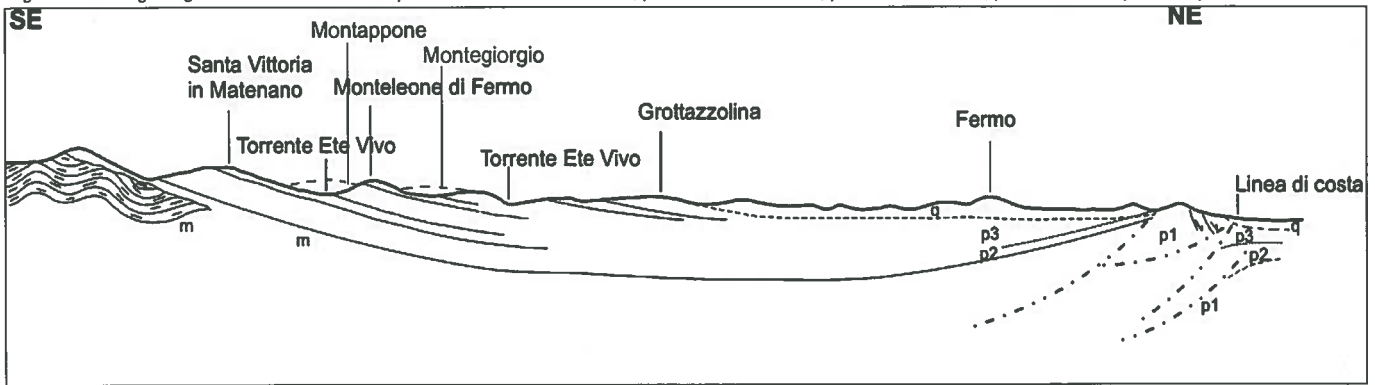 SE
NE
Montappone
Montegiorgio
Santa Vittoria
in Matenano
Monteleone di Fermo
Grottazzolina
Fermo
Torrente Ete Vivo
Torrente Ete Vivo
Linea di costa
q
q
m
m
p3
p2
p1
p3
p2
p1